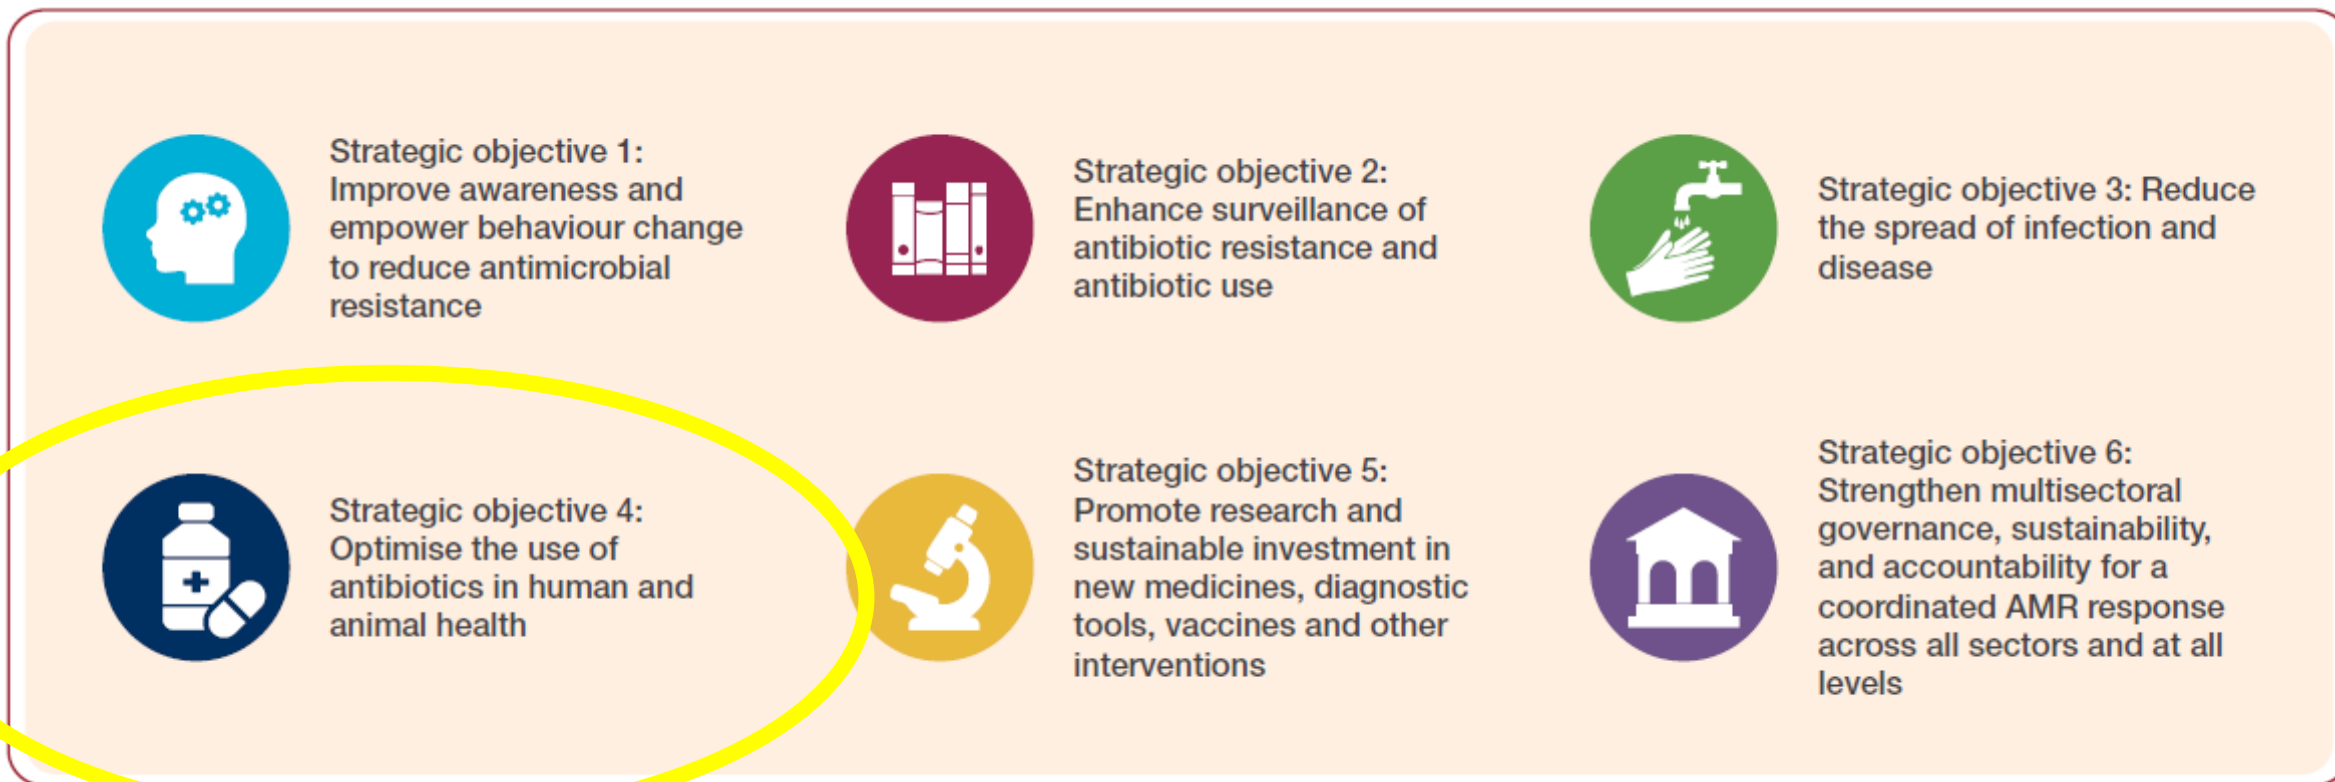 Strategic objective 1:
Improve awareness and
empower behaviour change
to reduce antimicrobial
resistance
Strategic objective 2:
Enhance surveillance of
antibiotic resistance and
antibiotic use
Strategic objective 3: Reduce
the spread of infection and
disease
Strategic objective 4:
Optimise the use of
antibiotics in human and
animal health
Strategic objective 5:
Promote research and
sustainable investment in
new medicines, diagnostic
tools, vaccines and other
interventions
Strategic objective 6:
Strengthen multisectoral
governance, sustainability,
and accountability for a
coordinated AMR response
across all sectors and at all
levels